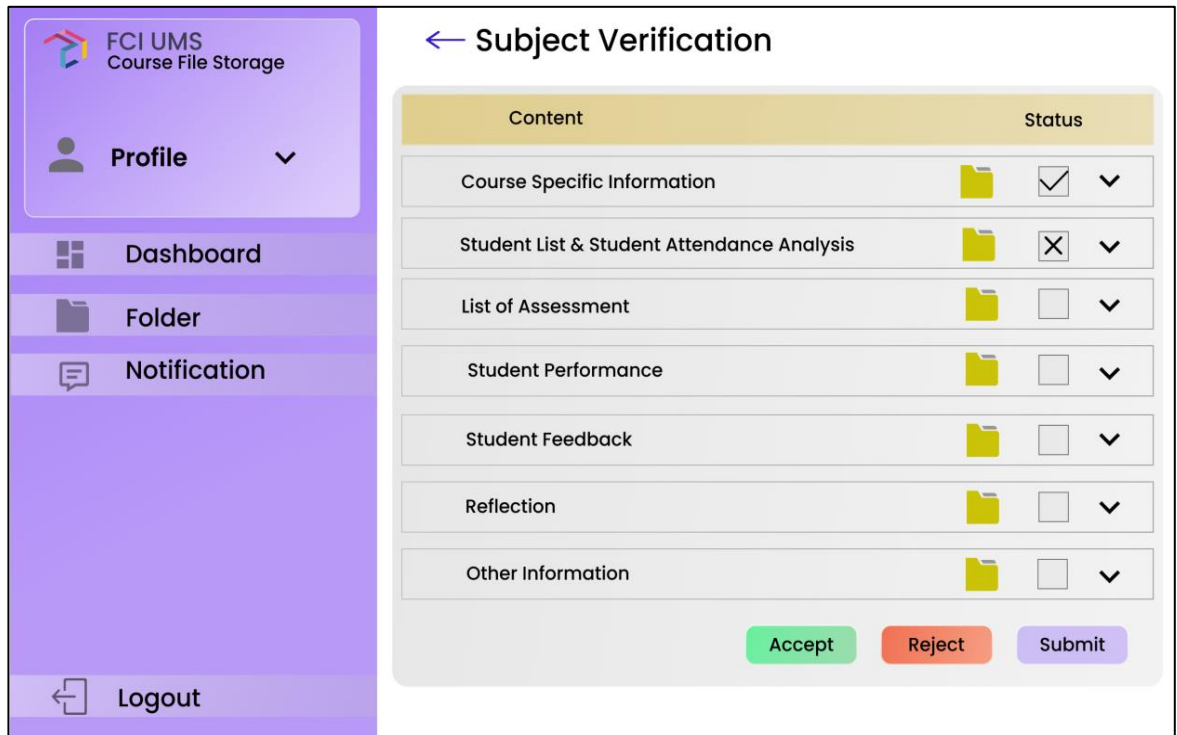 FCI UMS
Course File Storage
Profile
Dashboard
Folder
Notification
Logout
Subject Verification
Content Status
Course Specific Information
Student List & Student Attendance Analysis
List of Assessment
Student Performance
Student Feedback
Reflection
Other Information
Accept Reject Submit